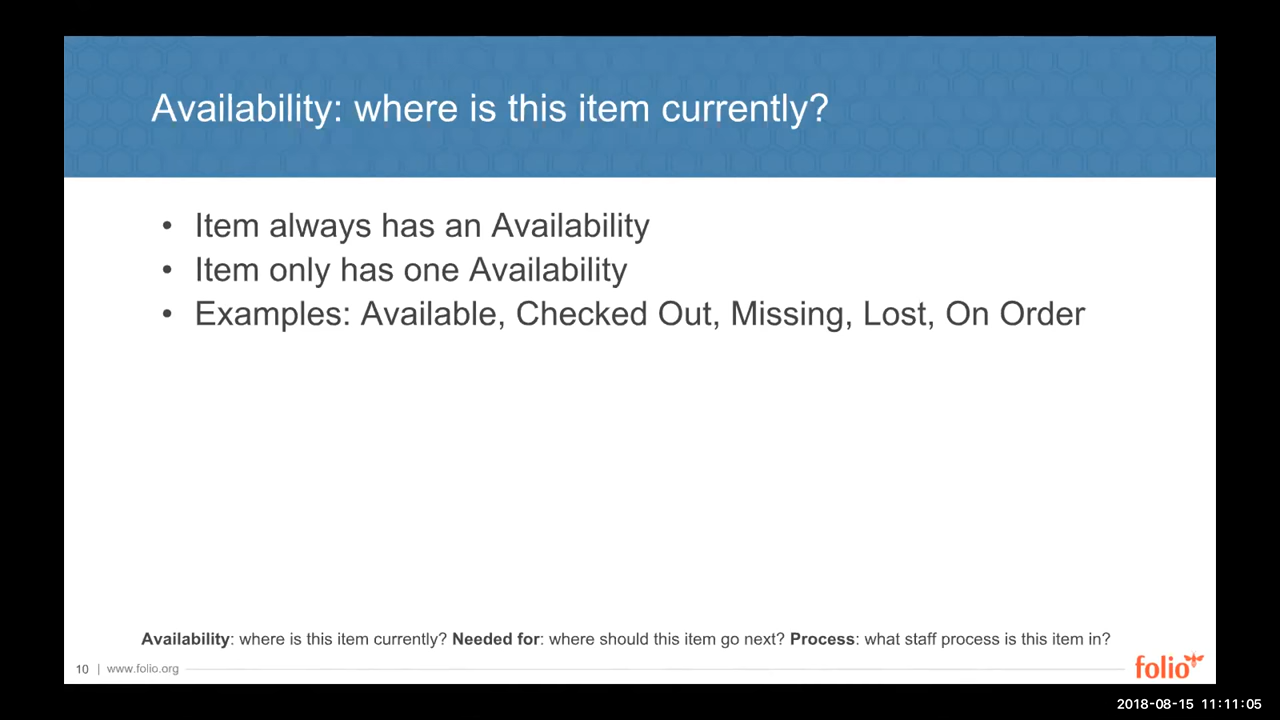 Availability: where is this item currently?
• Item always has an Availability
• Item only has one Availability
• Examples: Available, Checked Out, Missing, Lost, On Order
Availability: where is this item currently? Needed for: where should this item go next? Process: what staff process is this item in?
10 | www.folio.org
folio
2018-08-15 11:11:05